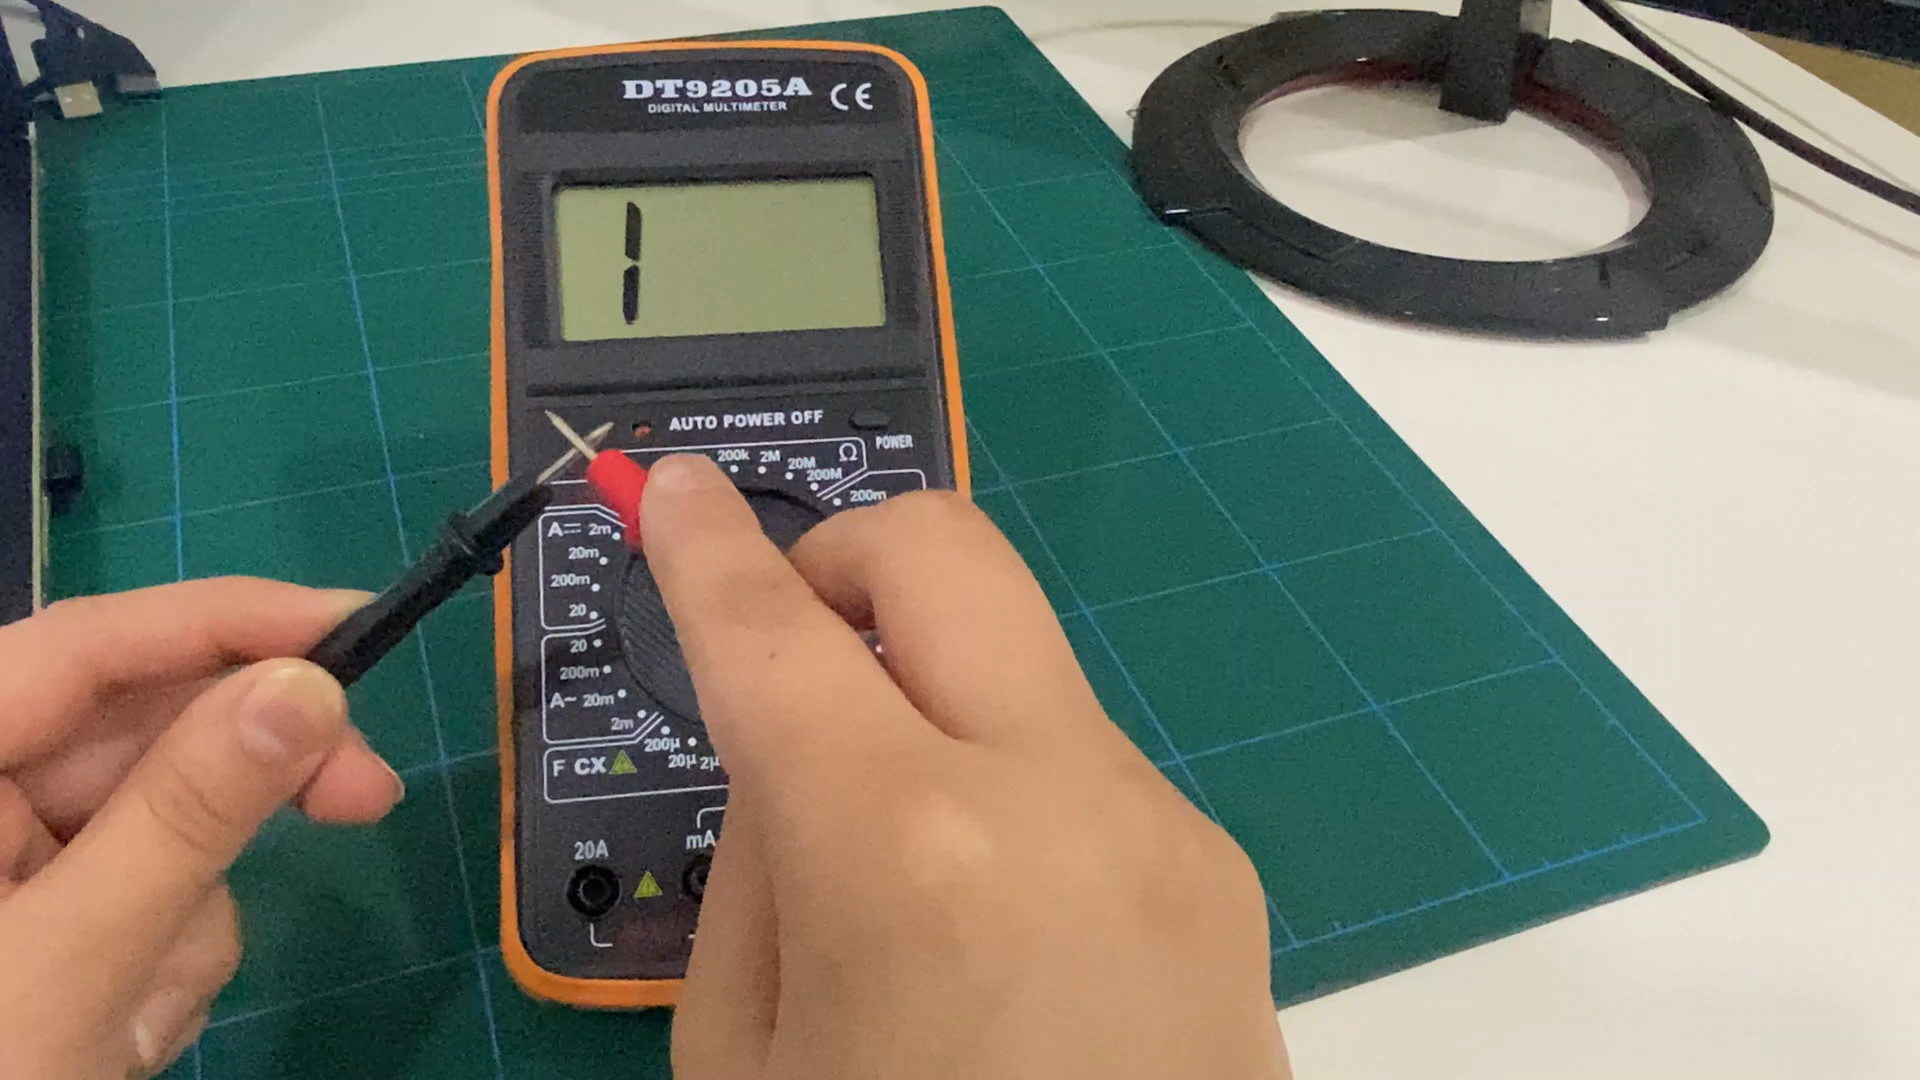 DT9205A
DIGITAL MULTIMETER
CE
1
AUTO POWER OFF
POWER
200k 2M 20M 200M Ω
200m
A⎓ 2m
20m
200m
20
20
200m
A~ 20m
2m
200µ
20µ 2µ
F CX
20A
mA